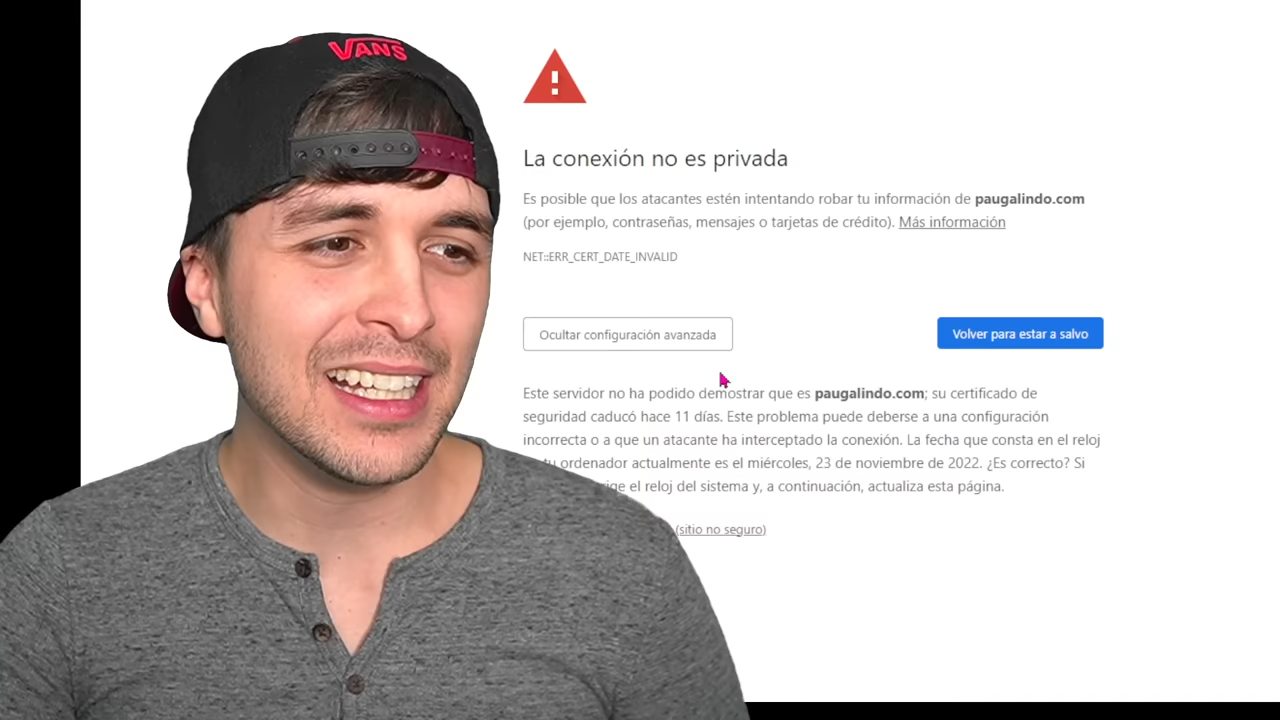 VANS
La conexión no es privada
Es posible que los atacantes estén intentando robar tu información de paugalindo.com
(por ejemplo, contraseñas, mensajes o tarjetas de crédito). Más información
NET::ERR_CERT_DATE_INVALID
Ocultar configuración avanzada
Volver para estar a salvo
Este servidor no ha podido demostrar que es paugalindo.com; su certificado de
seguridad caducó hace 11 días. Este problema puede deberse a una configuración
incorrecta o a que un atacante ha interceptado la conexión. La fecha que consta en el reloj
tu ordenador actualmente es el miércoles, 23 de noviembre de 2022. ¿Es correcto? Si
el reloj del sistema y, a continuación, actualiza esta página.
(sitio no seguro)